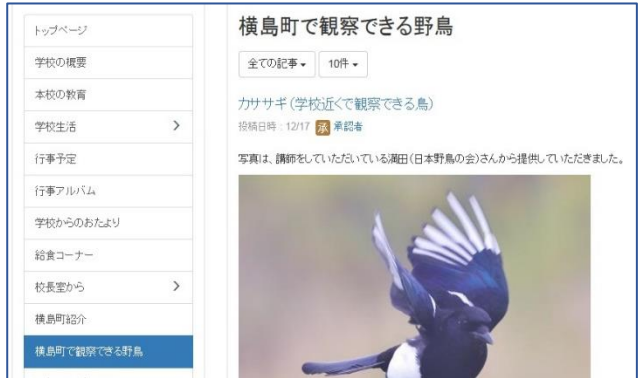 トップページ
学校の概要
本校の教育
学校生活
行事予定
行事アルバム
学校からのおたより
給食コーナー
校長室から
横島町紹介
横島町で観察できる野鳥
横島町で観察できる野鳥
全ての記事
10件
カササギ（学校近くで観察できる鳥）
投稿日時 : 12/17 承 承認者
写真は、講師をしていただいている満田（日本野鳥の会）さんから提供していただきました。